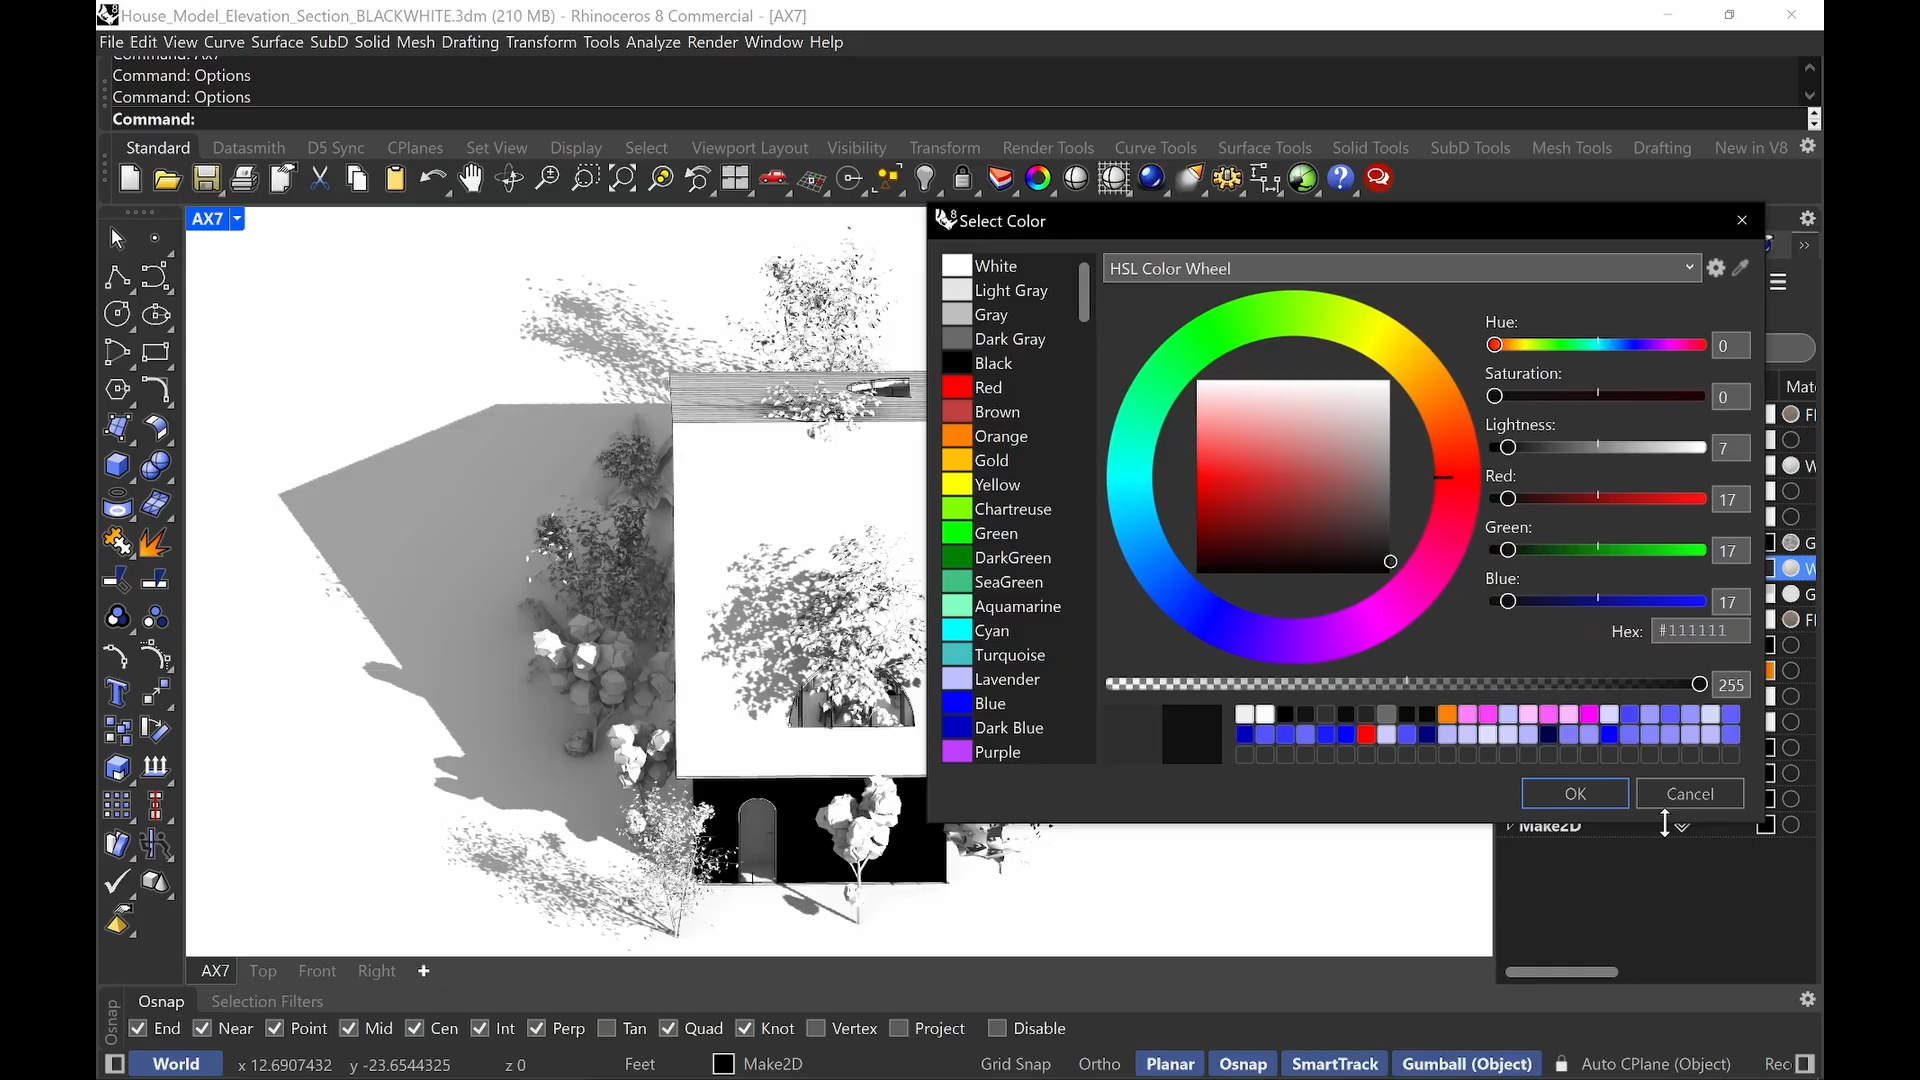 House_Model_Elevation_Section_BLACKWHITE.3dm (210 MB) - Rhinoceros 8 Commercial - [AX7]
File Edit View Curve Surface SubD Solid Mesh Drafting Transform Tools Analyze Render Window Help
Command: AX7
Command: Options
Command: Options
Command:
Standard Datasmith D5 Sync CPlanes Set View Display Select Viewport Layout Visibility Transform Render Tools Curve Tools Surface Tools Solid Tools SubD Tools Mesh Tools Drafting New in V8
AX7
Select Color
White
Light Gray
Gray
Dark Gray
Black
Red
Brown
Orange
Gold
Yellow
Chartreuse
Green
DarkGreen
SeaGreen
Aquamarine
Cyan
Turquoise
Lavender
Blue
Dark Blue
Purple
HSL Color Wheel
Hue:
0
Saturation:
0
Lightness:
7
Red:
17
Green:
17
Blue:
17
Hex: #111111
255
OK Cancel
Make2D
AX7 Top Front Right
Osnap Selection Filters
Osnap
End Near Point Mid Cen Int Perp Tan Quad Knot Vertex Project Disable
World x 12.6907432 y -23.6544325 z 0 Feet Make2D Grid Snap Ortho Planar Osnap SmartTrack Gumball (Object) Auto CPlane (Object) Rec